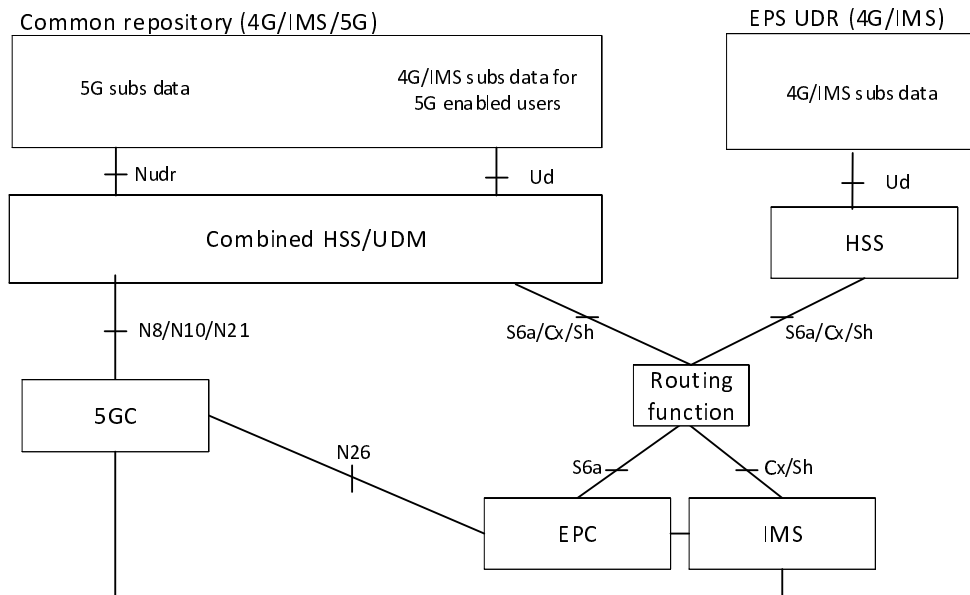 Common repository (4G/IMS/5G)
EPS UDR (4G/IMS)
5G subs data
4G/IMS subs data for
5G enabled users
4G/IMS subs data
Nudr
Ud
Ud
Combined HSS/UDM
HSS
N8/N10/N21
S6a/Cx/Sh
S6a/Cx/Sh
Routing
function
5GC
N26
S6a
Cx/Sh
EPC
IMS